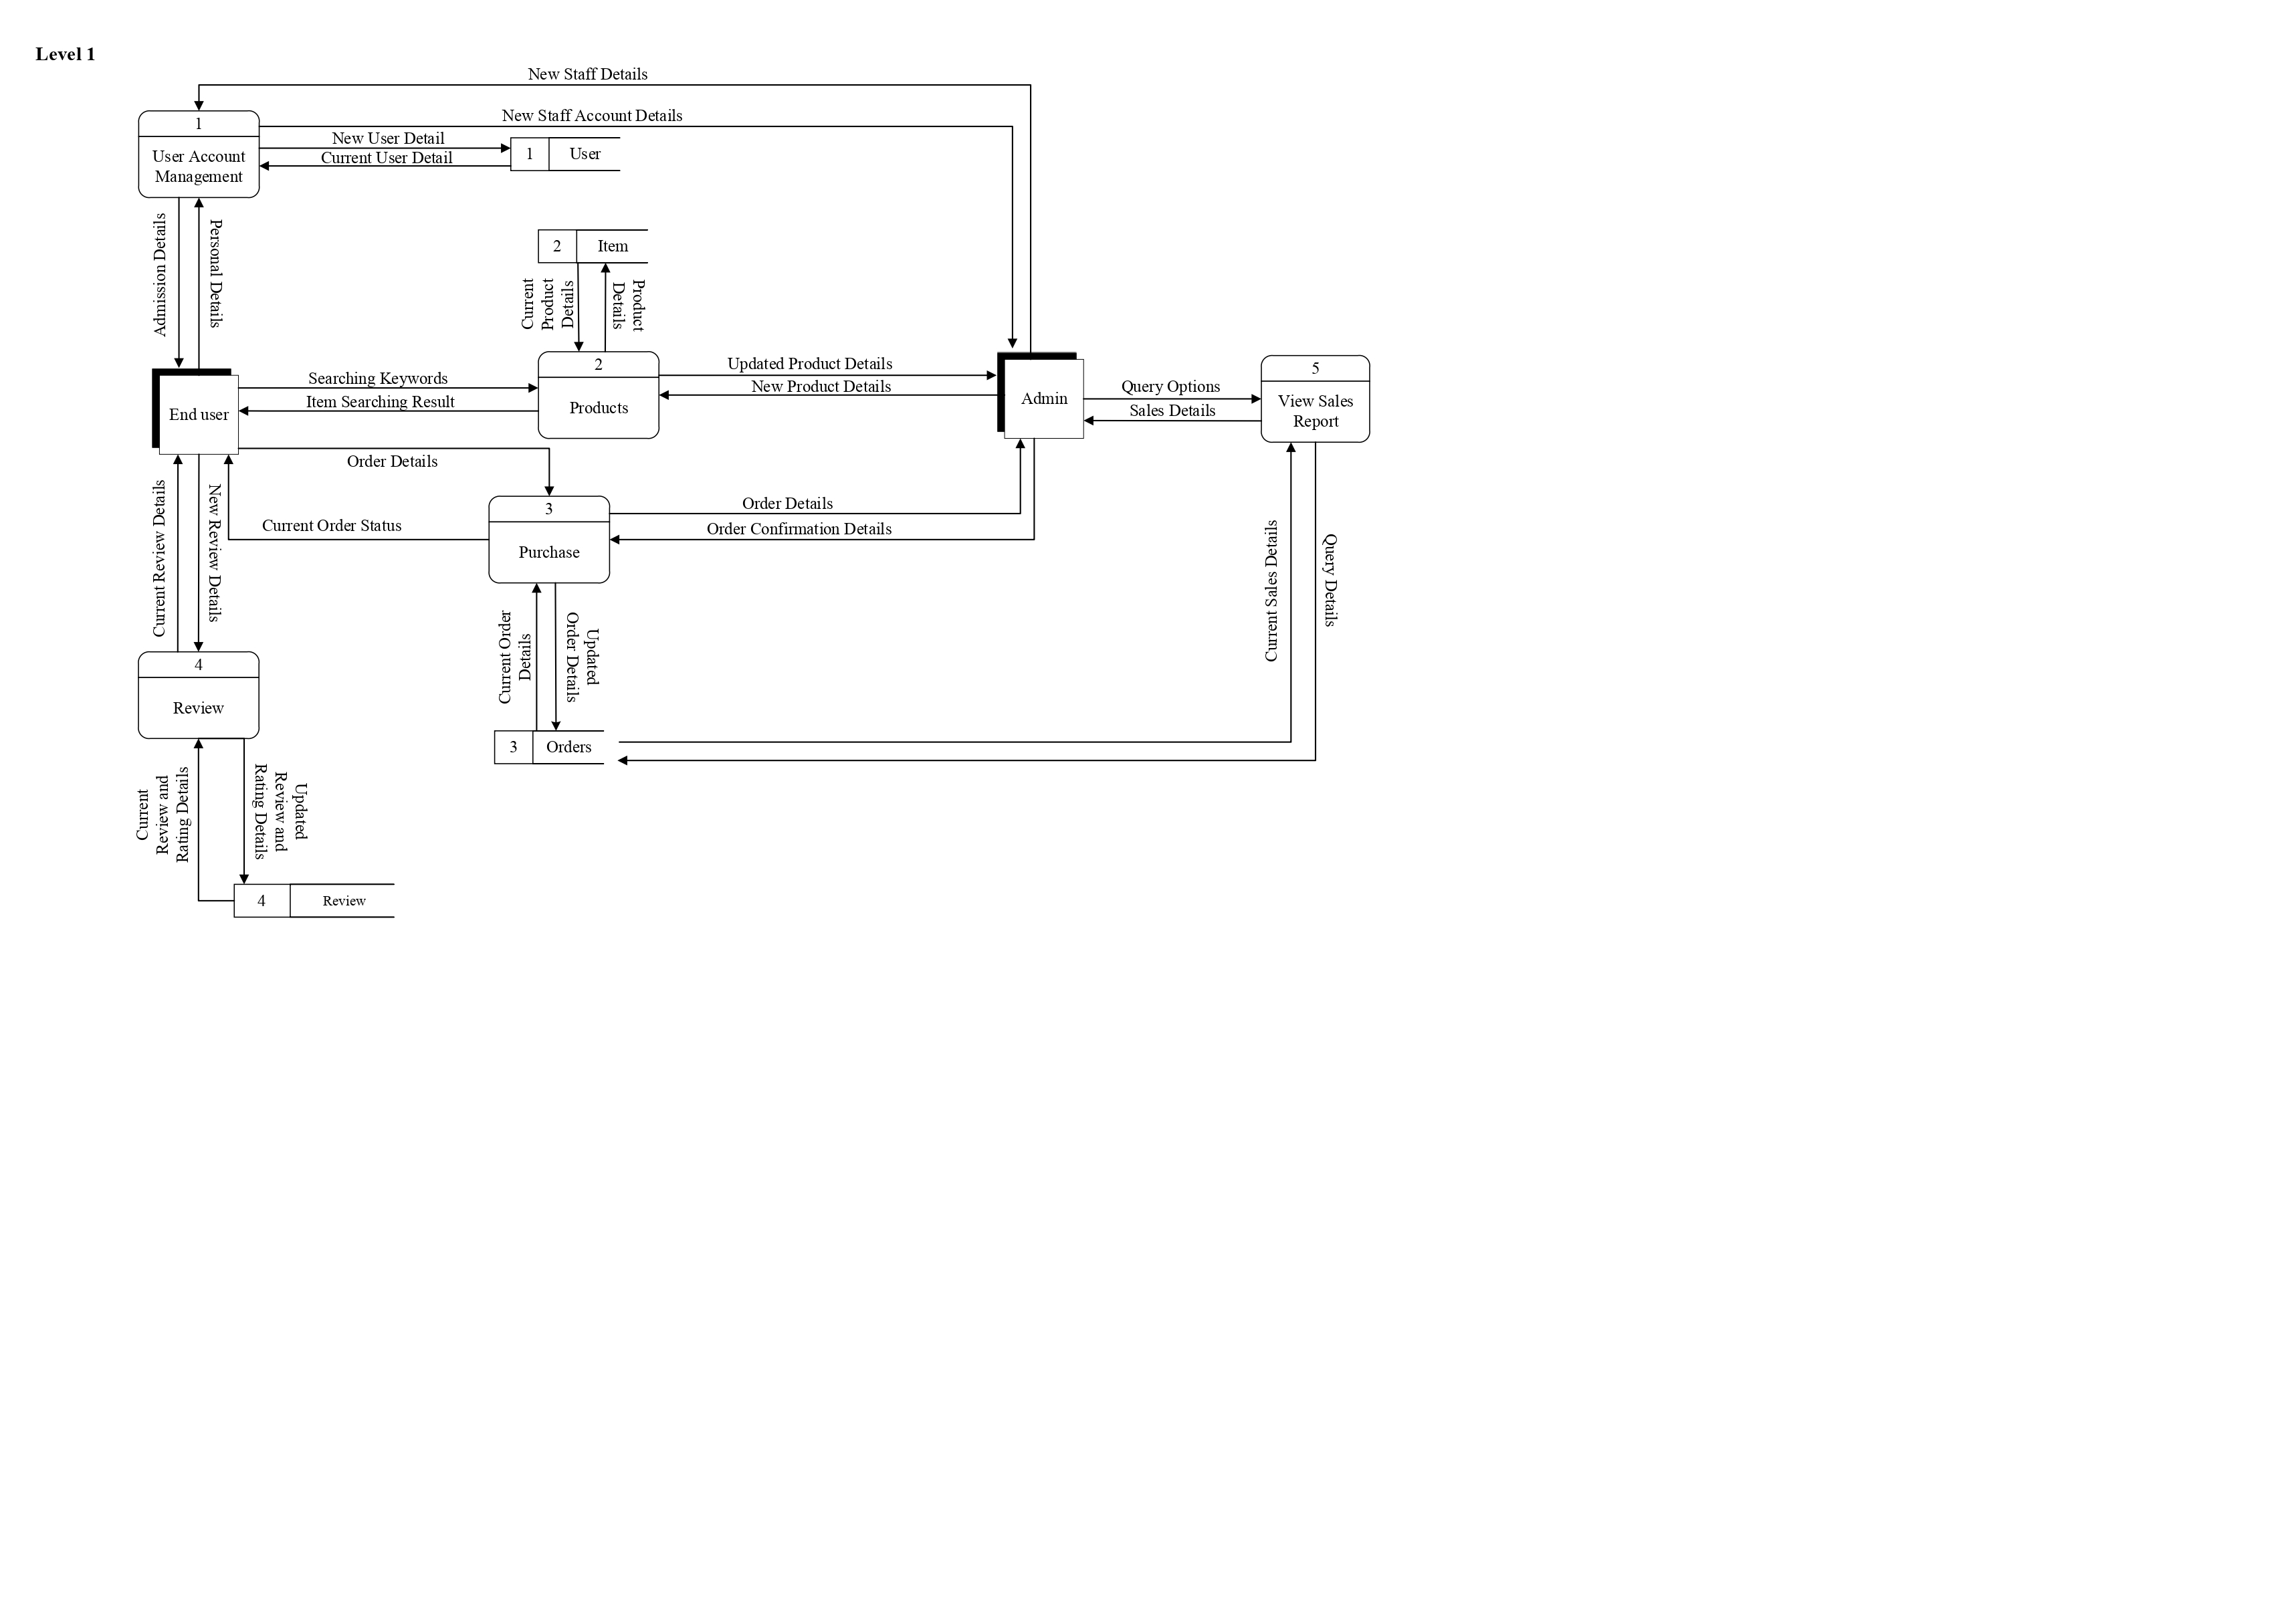 Level 1
New Staff Details
New Staff Account Details
1
User Account
Management
New User Detail
Current User Detail
1
User
Admission Details
Personal Details
2
Item
Current
Product
Details
Product
Details
End user
Searching Keywords
Item Searching Result
2
Products
Updated Product Details
New Product Details
Admin
Query Options
Sales Details
5
View Sales
Report
Order Details
Current Order Status
3
Purchase
Order Details
Order Confirmation Details
Current Review Details
New Review Details
Current Sales Details
Query Details
Current Order
Details
Updated
Order Details
4
Review
3
Orders
Current
Review and
Rating Details
Updated
Review and
Rating Details
4
Review